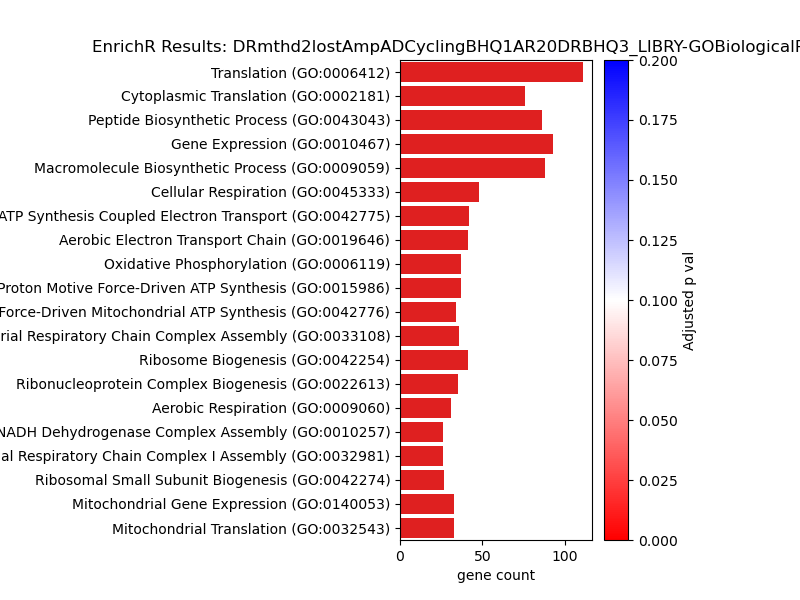 EnrichR Results: DRmthd2lostAmpADCyclingBHQ1AR20DRBHQ3_LIBRY-GOBiologicalP
Translation (GO:0006412)
Cytoplasmic Translation (GO:0002181)
Peptide Biosynthetic Process (GO:0043043)
Gene Expression (GO:0010467)
Macromolecule Biosynthetic Process (GO:0009059)
Cellular Respiration (GO:0045333)
ATP Synthesis Coupled Electron Transport (GO:0042775)
Aerobic Electron Transport Chain (GO:0019646)
Oxidative Phosphorylation (GO:0006119)
Proton Motive Force-Driven ATP Synthesis (GO:0015986)
Force-Driven Mitochondrial ATP Synthesis (GO:0042776)
rial Respiratory Chain Complex Assembly (GO:0033108)
Ribosome Biogenesis (GO:0042254)
Ribonucleoprotein Complex Biogenesis (GO:0022613)
Aerobic Respiration (GO:0009060)
NADH Dehydrogenase Complex Assembly (GO:0010257)
al Respiratory Chain Complex I Assembly (GO:0032981)
Ribosomal Small Subunit Biogenesis (GO:0042274)
Mitochondrial Gene Expression (GO:0140053)
Mitochondrial Translation (GO:0032543)
0 50 100
gene count
0.200
0.175
0.150
0.125
0.100
0.075
0.050
0.025
0.000
Adjusted p val